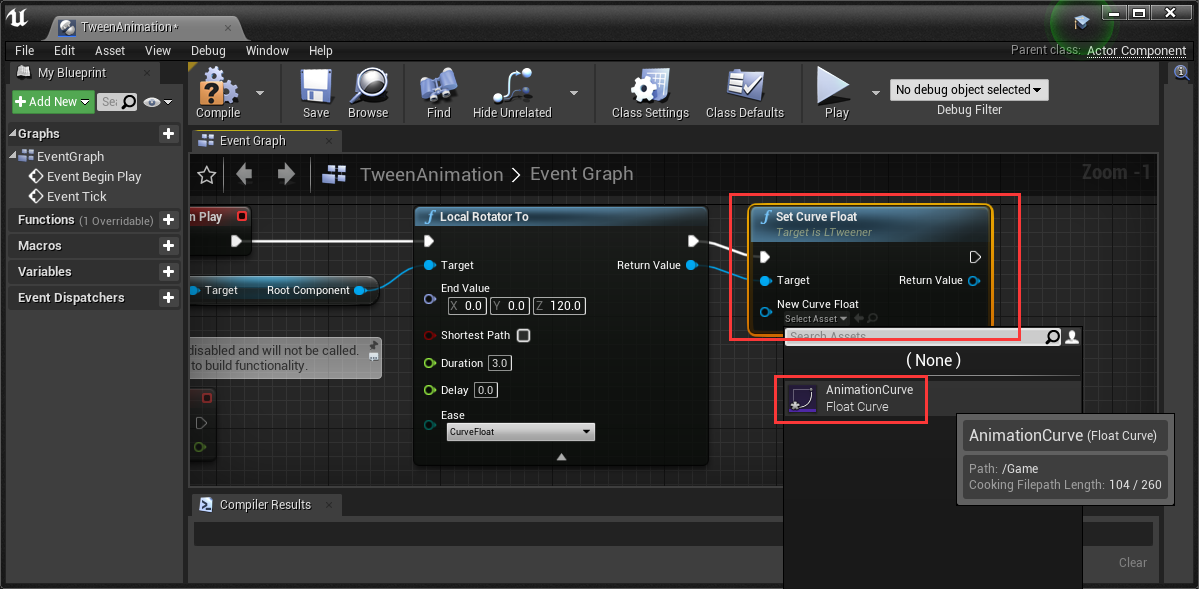 TweenAnimation*
File Edit Asset View Debug Window Help
Parent class: Actor Component
My Blueprint
Add New
Graphs
EventGraph
Event Begin Play
Event Tick
Functions (1 Overridable)
Macros
Variables
Event Dispatchers
Compile
Save
Browse
Find
Hide Unrelated
Class Settings
Class Defaults
Play
No debug object selected
Debug Filter
Event Graph
TweenAnimation > Event Graph
Zoom -1
n Play
Target Root Component
disabled and will not be called.
to build functionality.
Local Rotator To
Target
Return Value
End Value
X 0.0 Y 0.0 Z 120.0
Shortest Path
Duration 3.0
Delay 0.0
Ease
CurveFloat
Set Curve Float
Target is LTweener
Target
Return Value
New Curve Float
Select Asset
Search Assets
( None )
AnimationCurve
Float Curve
AnimationCurve (Float Curve)
Path: /Game
Cooking Filepath Length: 104 / 260
Compiler Results
Clear